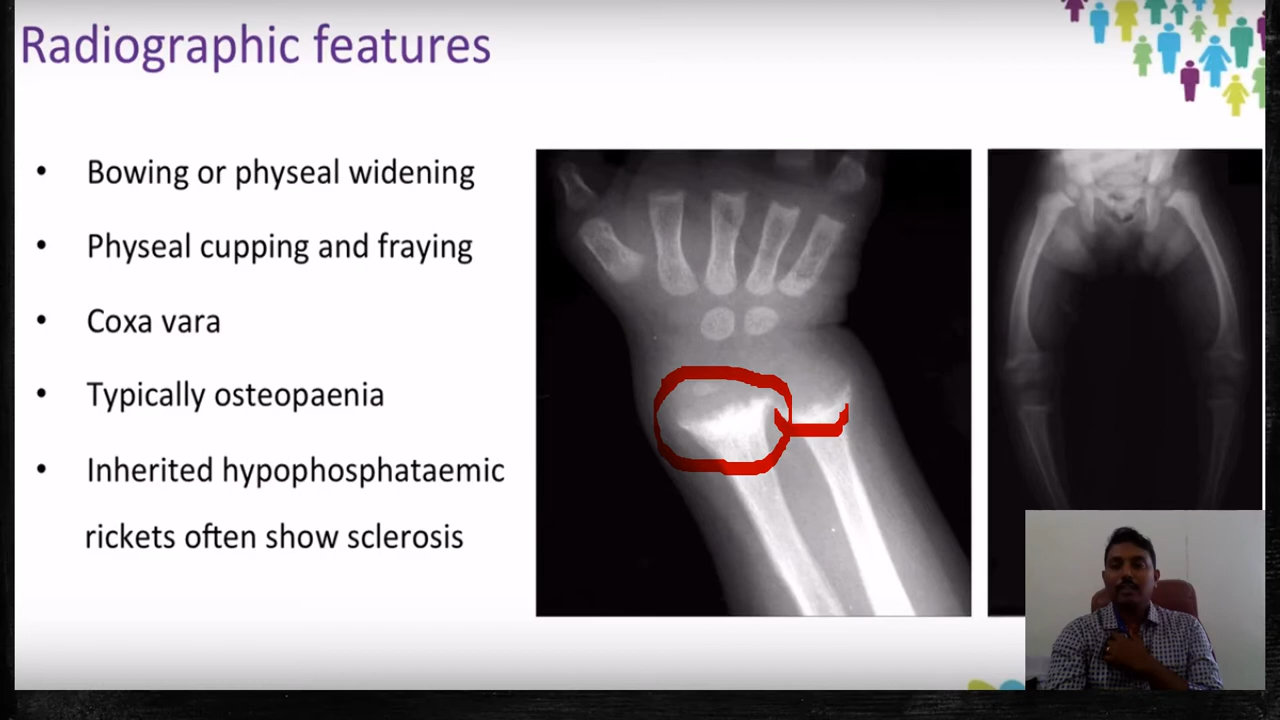 Radiographic features
• Bowing or physeal widening
• Physeal cupping and fraying
• Coxa vara
• Typically osteopaenia
• Inherited hypophosphataemic
rickets often show sclerosis